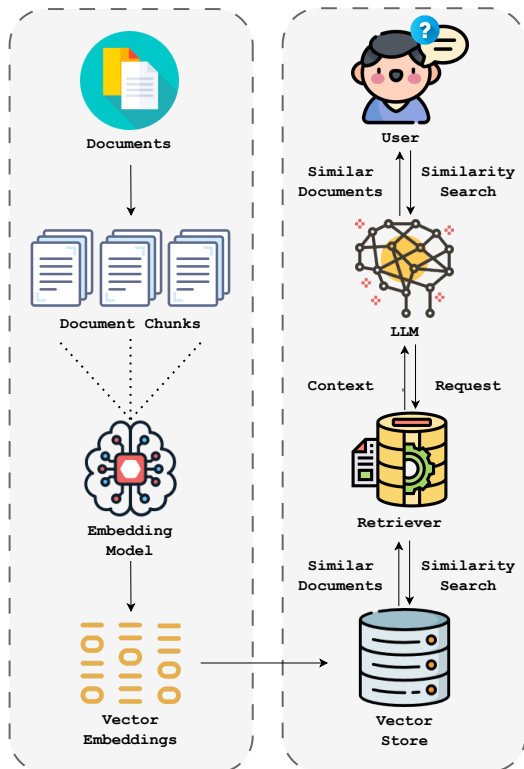 Documents
Document Chunks
Embedding
Model
Vector
Embeddings
?
User
Similar
Documents
Similarity
Search
LLM
Context
Request
Retriever
Similar
Documents
Similarity
Search
Vector
Store